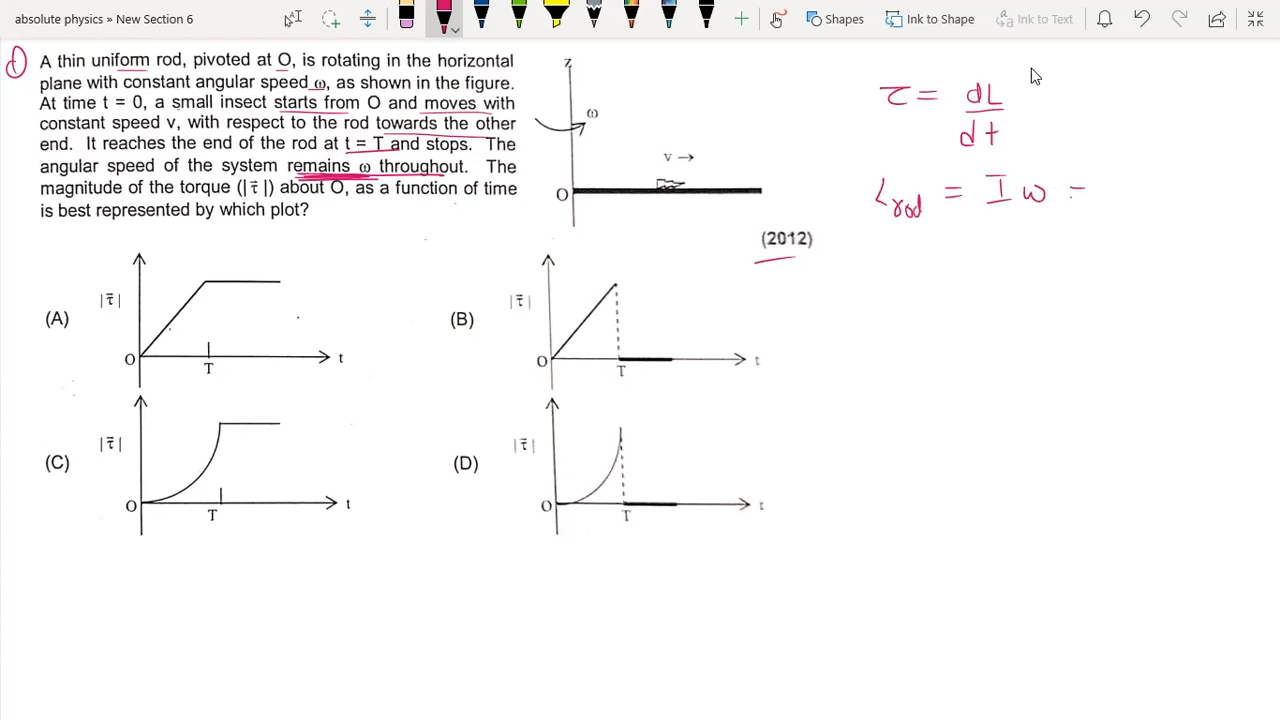 absolute physics » New Section 6
Shapes
Ink to Shape
Ink to Text
A thin uniform rod, pivoted at O, is rotating in the horizontal
plane with constant angular speed ω, as shown in the figure.
At time t = 0, a small insect starts from O and moves with
constant speed v, with respect to the rod towards the other
end. It reaches the end of the rod at t = T and stops. The
angular speed of the system remains ω throughout. The
magnitude of the torque (|τ⃗|) about O, as a function of time
is best represented by which plot?
z
ω
v →
O
(2012)
τ = dL/dt
L rod = I ω =
(A)
|τ⃗|
O
T
t
(B)
|τ⃗|
O
T
t
(C)
|τ⃗|
O
T
t
(D)
|τ⃗|
O
T
t